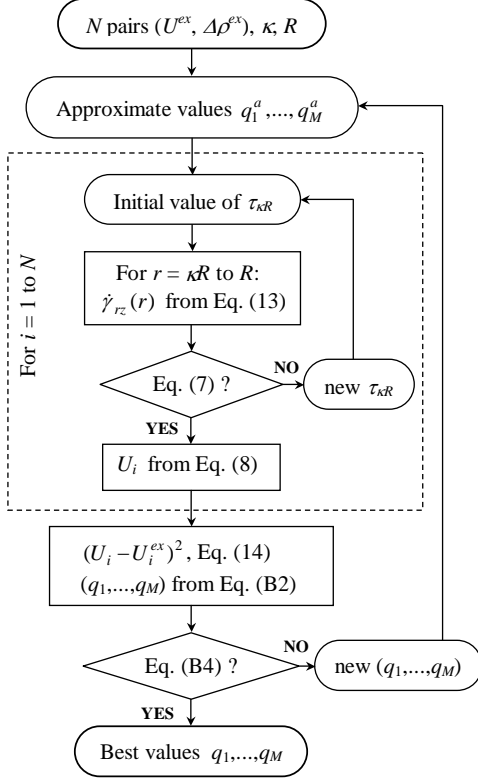 N pairs (U^ex, Δρ^ex), κ, R
Approximate values q_1^a,..., q_M^a
For i = 1 to N
Initial value of τ_κR
For r = κR to R:
γ̇_rz(r) from Eq. (13)
Eq. (7) ?
NO
new τ_κR
YES
U_i from Eq. (8)
(U_i – U_i^ex)^2, Eq. (14)
(q_1,...,q_M) from Eq. (B2)
Eq. (B4) ?
NO
new (q_1,...,q_M)
YES
Best values q_1,...,q_M